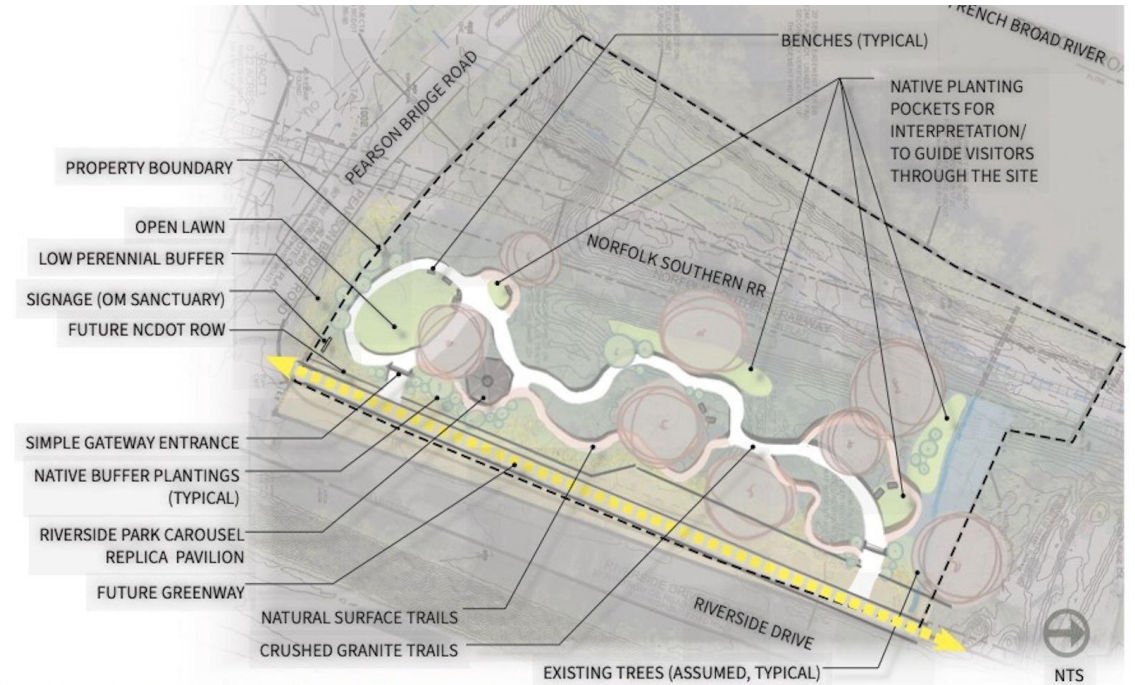 FRENCH BROAD RIVER
BENCHES (TYPICAL)
PEARSON BRIDGE ROAD
NATIVE PLANTING
POCKETS FOR
INTERPRETATION/
TO GUIDE VISITORS
THROUGH THE SITE
PROPERTY BOUNDARY
OPEN LAWN
LOW PERENNIAL BUFFER
SIGNAGE (OM SANCTUARY)
FUTURE NCDOT ROW
NORFOLK SOUTHERN RR
SIMPLE GATEWAY ENTRANCE
NATIVE BUFFER PLANTINGS
(TYPICAL)
RIVERSIDE PARK CAROUSEL
REPLICA PAVILION
FUTURE GREENWAY
NATURAL SURFACE TRAILS
CRUSHED GRANITE TRAILS
RIVERSIDE DRIVE
EXISTING TREES (ASSUMED, TYPICAL)
NTS